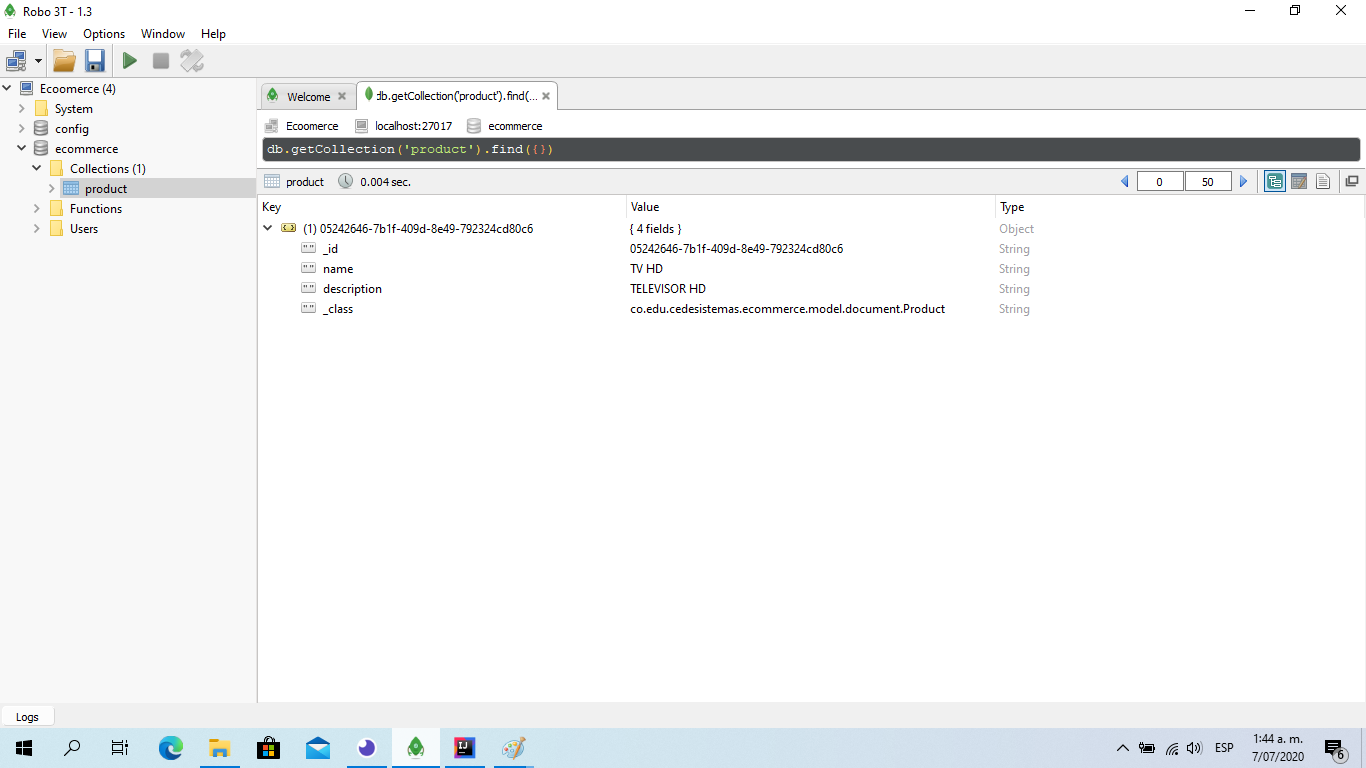 Robo 3T - 1.3
File View Options Window Help
Ecoomerce (4)
System
config
ecommerce
Collections (1)
product
Functions
Users
Welcome
db.getCollection('product').find(...
Ecoomerce localhost:27017 ecommerce
db.getCollection('product').find({})
product 0.004 sec. 0 50
Key Value Type
(1) 05242646-7b1f-409d-8e49-792324cd80c6 { 4 fields } Object
_id 05242646-7b1f-409d-8e49-792324cd80c6 String
name TV HD String
description TELEVISOR HD String
_class co.edu.cedesistemas.ecommerce.model.document.Product String
Logs
IJ
ESP
1:44 a. m.
7/07/2020
6